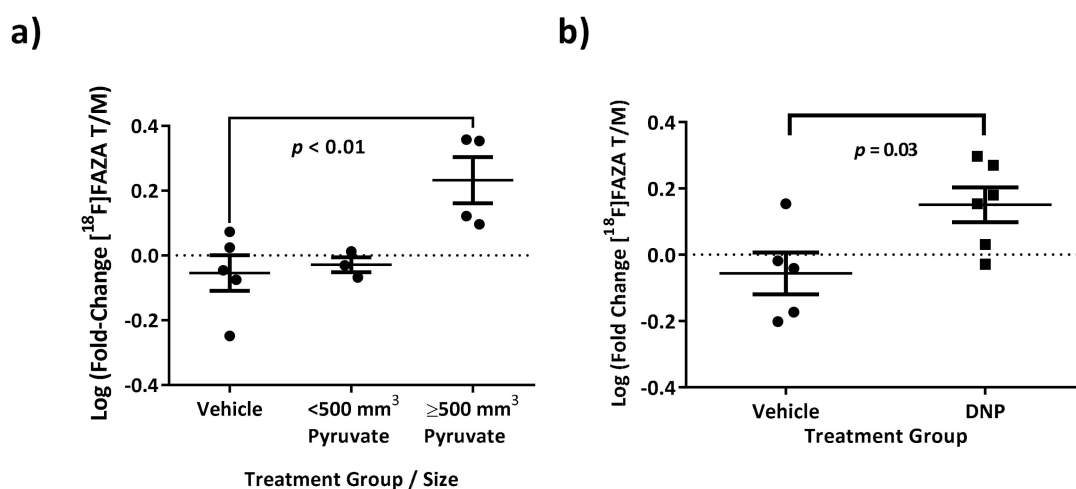 a)
Log (Fold-Change [¹⁸F]FAZA T/M)
0.4
0.2
0.0
-0.2
-0.4
p < 0.01
Vehicle
<500 mm³
Pyruvate
≥500 mm³
Pyruvate
Treatment Group / Size
b)
Log (Fold Change [¹⁸F]FAZA T/M)
0.4
0.2
0.0
-0.2
-0.4
p = 0.03
Vehicle
DNP
Treatment Group